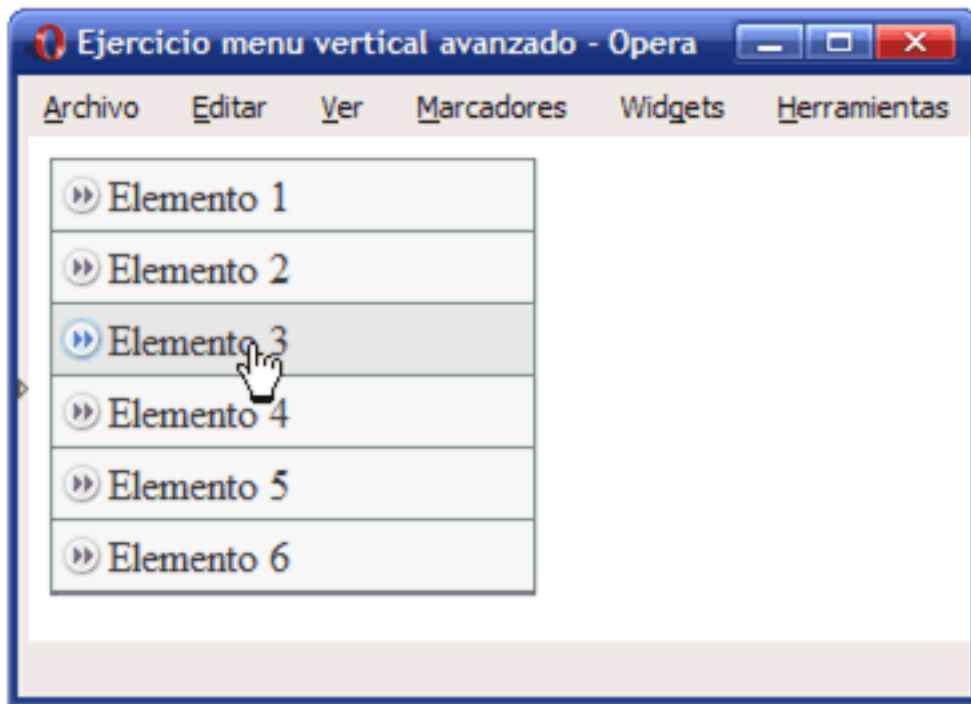 Ejercicio menu vertical avanzado - Opera
Archivo Editar Ver Marcadores Widgets Herramientas
Elemento 1
Elemento 2
Elemento 3
Elemento 4
Elemento 5
Elemento 6